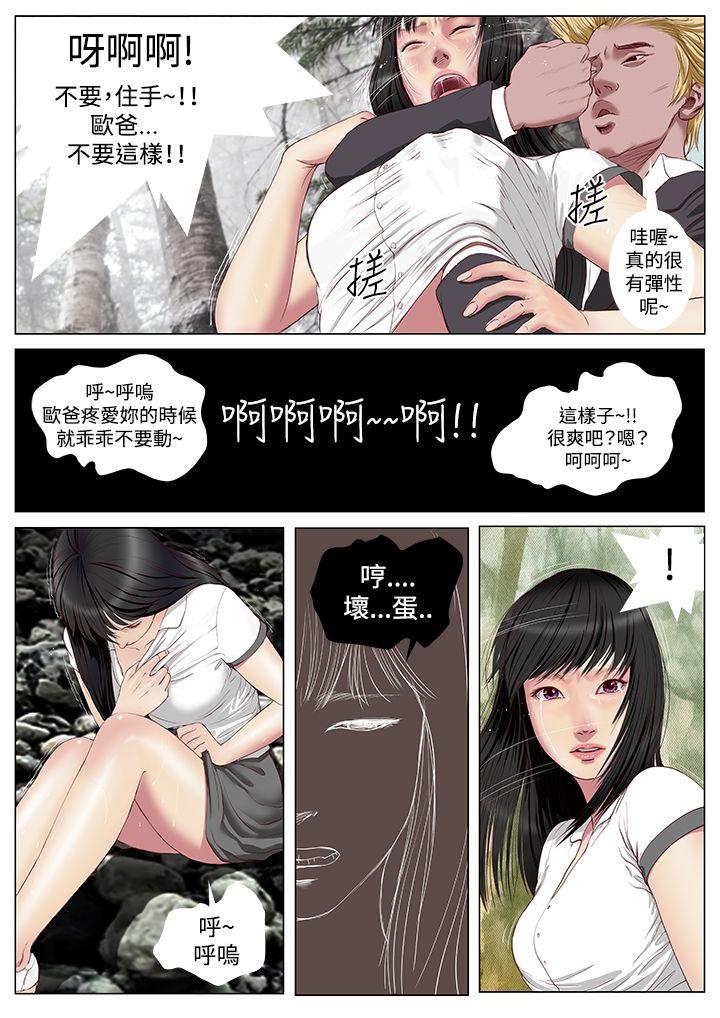 呀啊啊!
不要,住手~!!
歐爸...
不要這樣!!
搓
搓
哇喔~
真的很
有彈性
呢~
呼~呼嗚
歐爸疼愛妳的時候
就乖乖不要動~
啊啊啊~~啊!!
這樣子~!!
很爽吧?嗯?
呵呵呵~
呼~
呼嗚
哼....
壞...蛋..
!